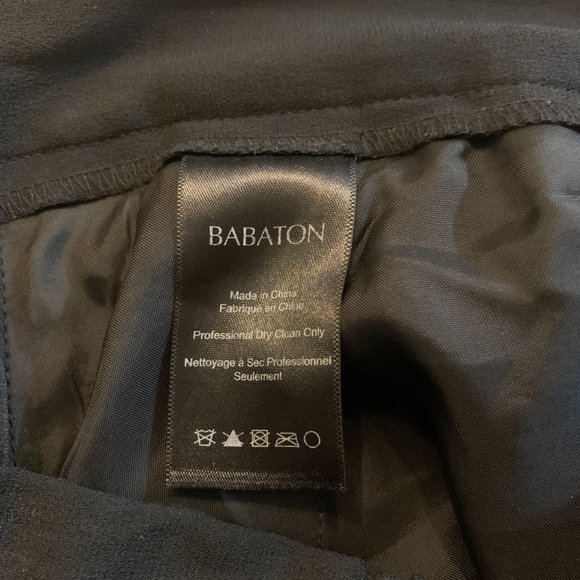 BABATON
Made in China
Fabriqué en Chine
Professional Dry Clean Only
Nettoyage à Sec Professionnel
Seulement